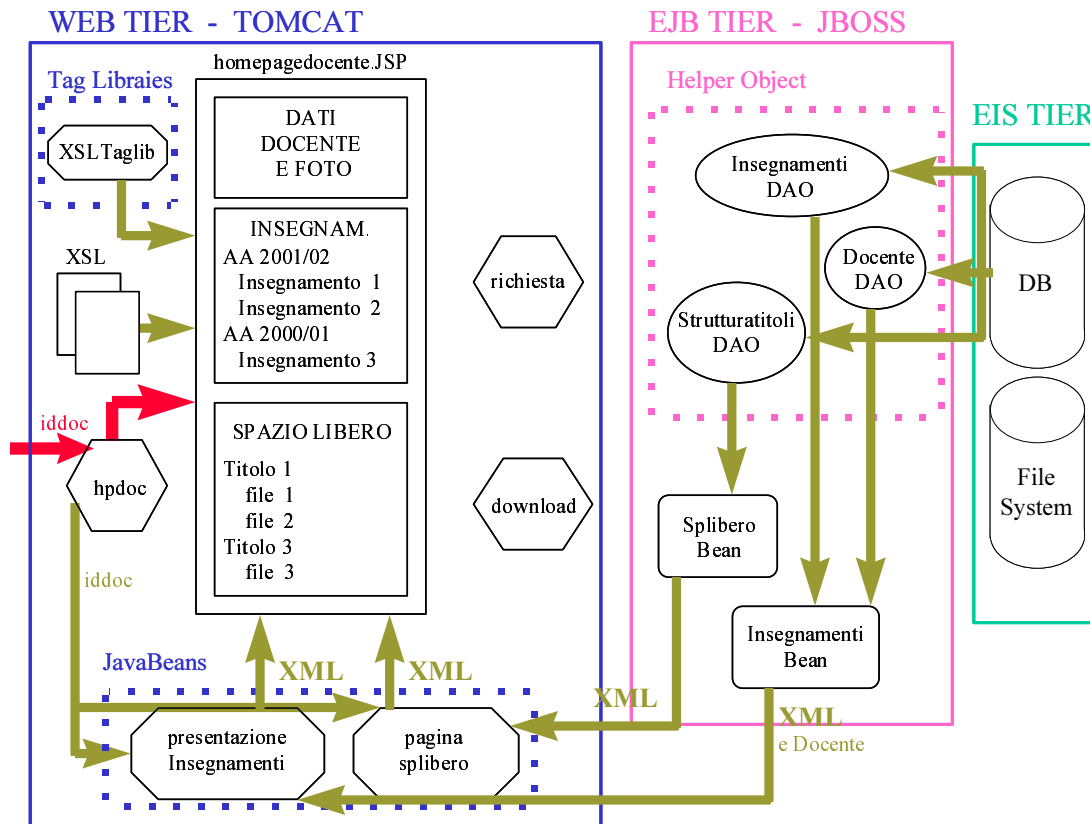 WEB TIER - TOMCAT
EJB TIER - JBOSS
homepagedocente.JSP
Tag Libraies
Helper Object
EIS TIER
XSLTaglib
DATI
DOCENTE
E FOTO
Insegnamenti
DAO
INSEGNAM.
AA 2001/02
Insegnamento 1
Insegnamento 2
AA 2000/01
Insegnamento 3
XSL
richiesta
Docente
DAO
DB
Strutturatitoli
DAO
iddoc
hpdoc
SPAZIO LIBERO
Titolo 1
file 1
file 2
Titolo 3
file 3
download
File
System
Splibero
Bean
iddoc
Insegnamenti
Bean
JavaBeans
XML
XML
XML
XML
e Docente
presentazione
Insegnamenti
pagina
splibero